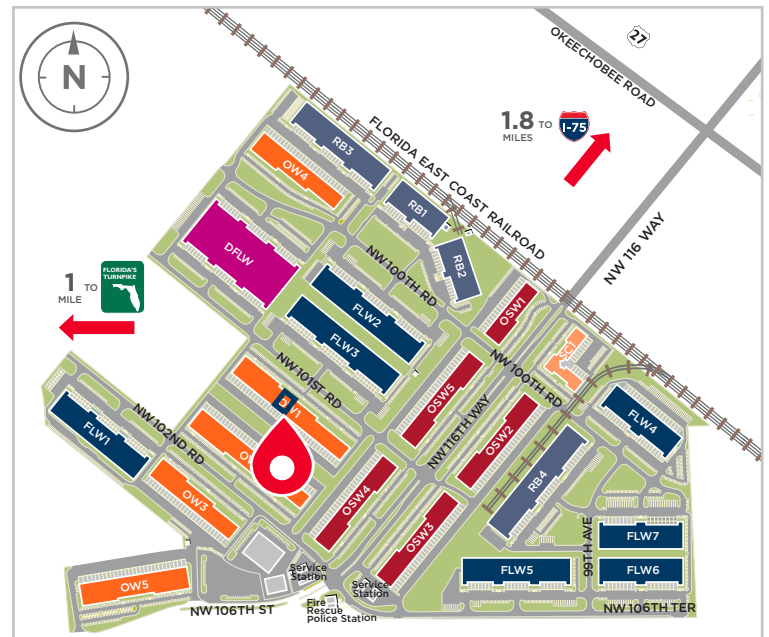 N
27
OKEECHOBEE ROAD
1.8 TO
MILES
I-75
FLORIDA EAST COAST RAILROAD
NW 116 WAY
RB3
OW4
RB1
RB2
DFLW
NW 100TH RD
OSW1
FLORIDA'S
TURNPIKE
1 TO
MILE
FLW2
FLW3
SC1
NW 100TH RD
NW 101ST RD
OSW5
FLW4
FLW1
NW 102ND RD
NW 116TH WAY
OSW2
RB4
OW3
OSW4
OSW3
99TH AVE
FLW7
FLW5
FLW6
OW5
Service
Station
Service
Station
NW 106TH ST
Fire
Rescue
Police Station
NW 106TH TER